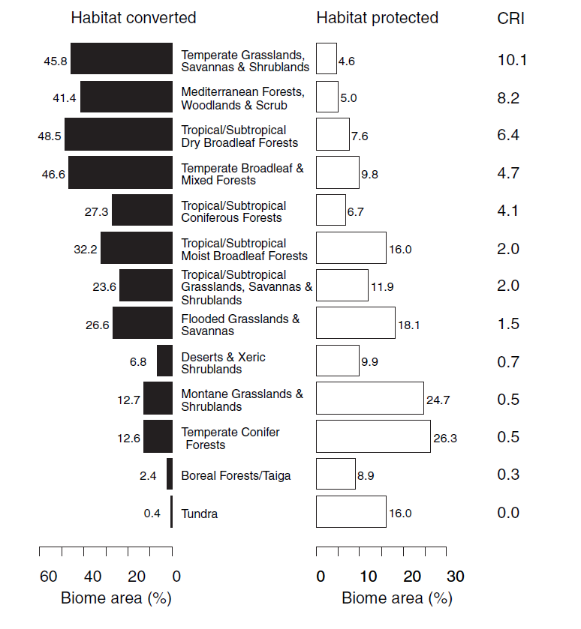 Habitat converted Habitat protected CRI
45.8 Temperate Grasslands, Savannas & Shrublands 4.6 10.1
41.4 Mediterranean Forests, Woodlands & Scrub 5.0 8.2
48.5 Tropical/Subtropical Dry Broadleaf Forests 7.6 6.4
46.6 Temperate Broadleaf & Mixed Forests 9.8 4.7
27.3 Tropical/Subtropical Coniferous Forests 6.7 4.1
32.2 Tropical/Subtropical Moist Broadleaf Forests 16.0 2.0
23.6 Tropical/Subtropical Grasslands, Savannas & Shrublands 11.9 2.0
26.6 Flooded Grasslands & Savannas 18.1 1.5
6.8 Deserts & Xeric Shrublands 9.9 0.7
12.7 Montane Grasslands & Shrublands 24.7 0.5
12.6 Temperate Conifer Forests 26.3 0.5
2.4 Boreal Forests/Taiga 8.9 0.3
0.4 Tundra 16.0 0.0
60 40 20 0 0 10 20 30
Biome area (%) Biome area (%)